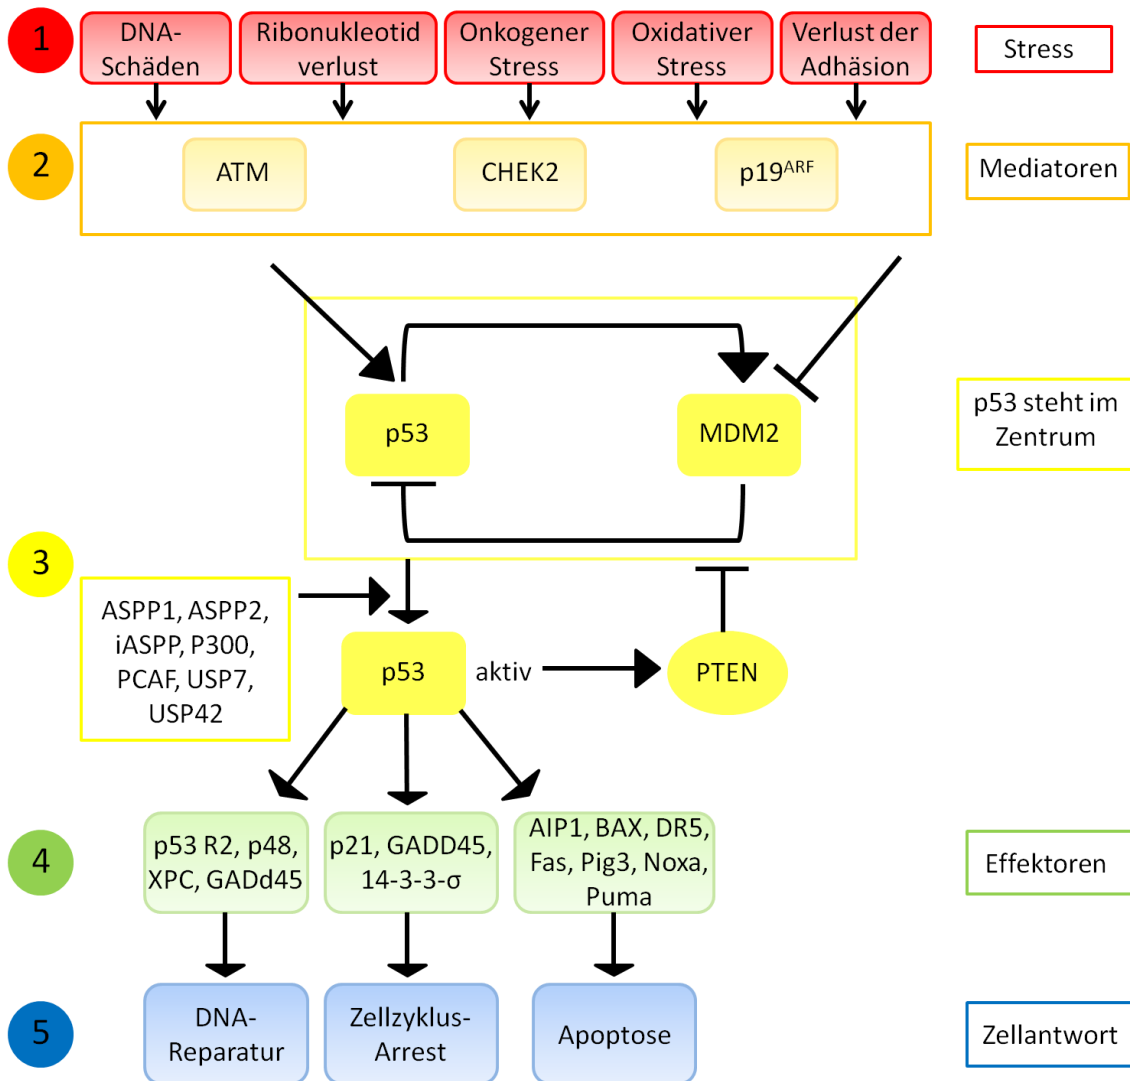 1
DNA-
Schäden
Ribonukleotid
verlust
Onkogener
Stress
Oxidativer
Stress
Verlust der
Adhäsion
Stress
2
ATM
CHEK2
p19ARF
Mediatoren
p53
MDM2
p53 steht im
Zentrum
3
ASPP1, ASPP2,
iASPP, P300,
PCAF, USP7,
USP42
p53
aktiv
PTEN
4
p53 R2, p48,
XPC, GADd45
p21, GADD45,
14-3-3-σ
AIP1, BAX, DR5,
Fas, Pig3, Noxa,
Puma
Effektoren
5
DNA-
Reparatur
Zellzyklus-
Arrest
Apoptose
Zellantwort